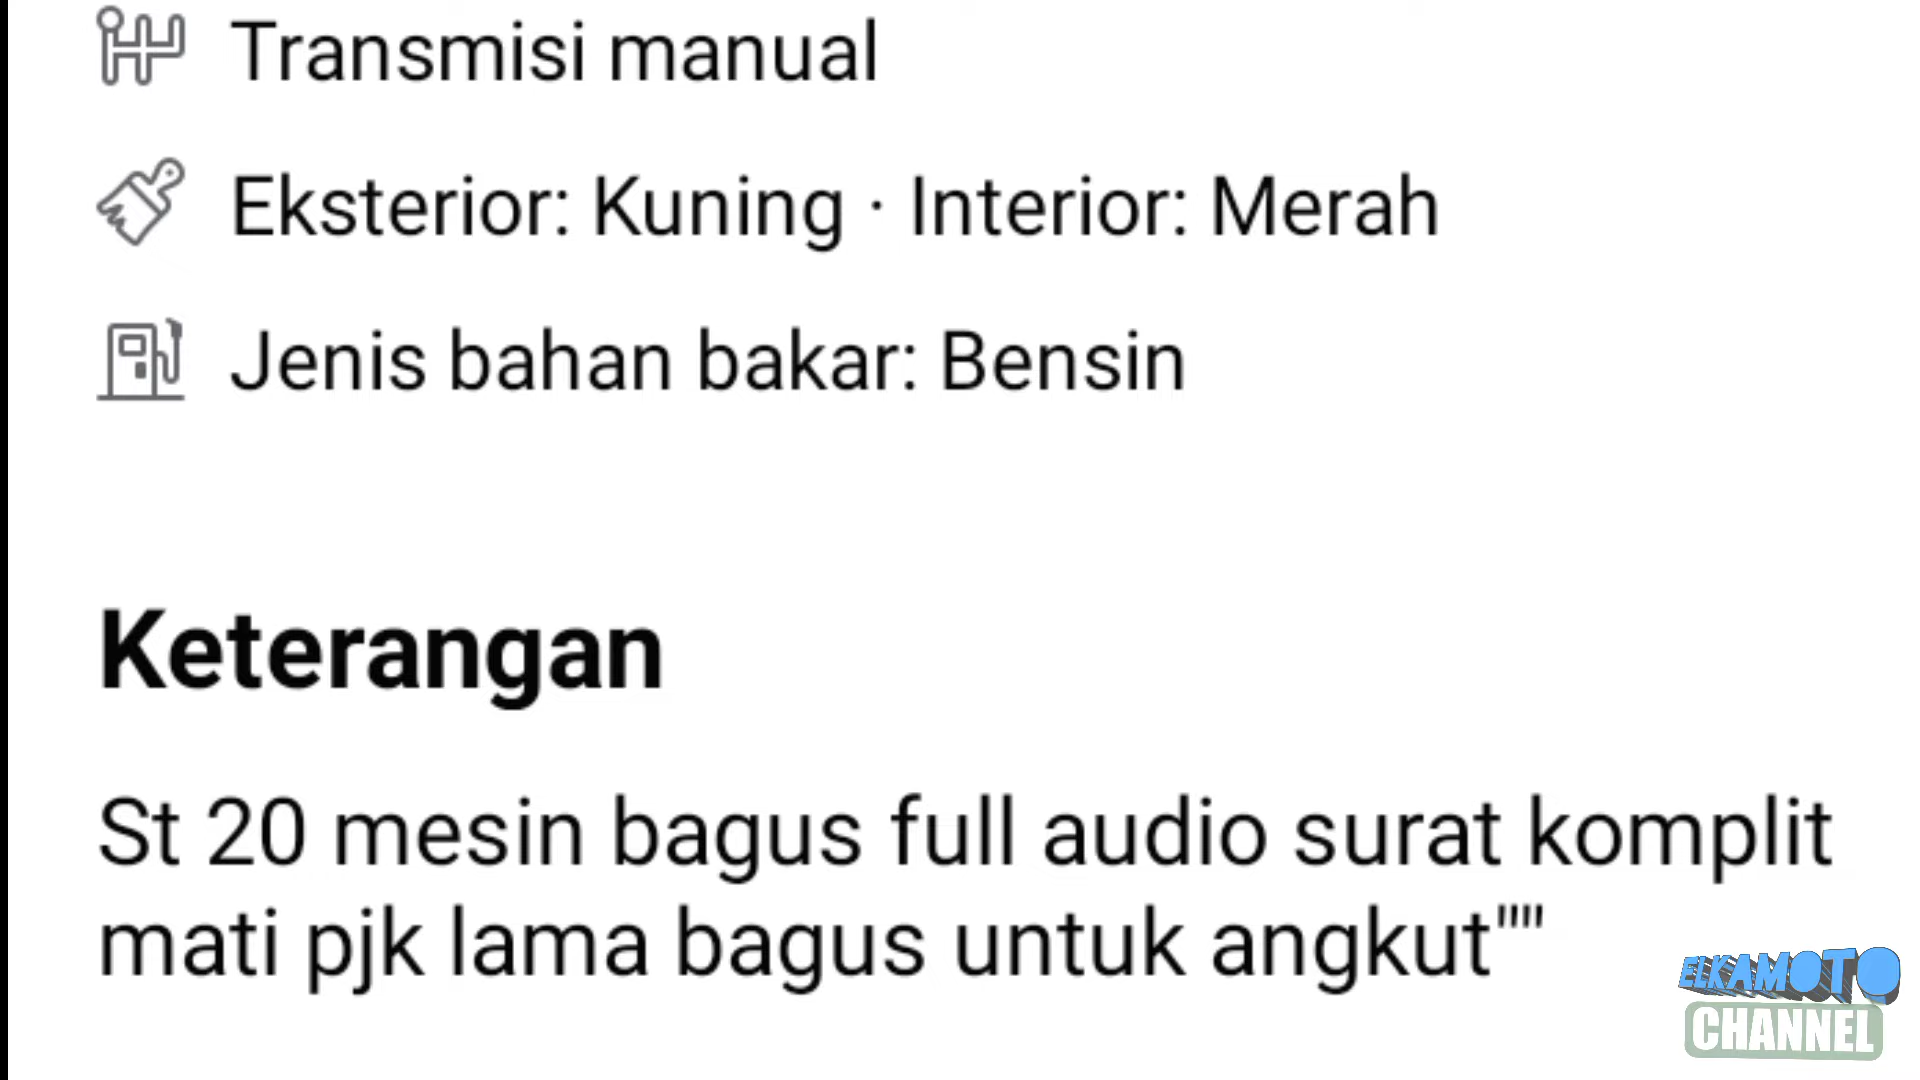 Transmisi manual
Eksterior: Kuning · Interior: Merah
Jenis bahan bakar: Bensin
Keterangan
St 20 mesin bagus full audio surat komplit
mati pjk lama bagus untuk angkut""
ELKAMOTO
CHANNEL